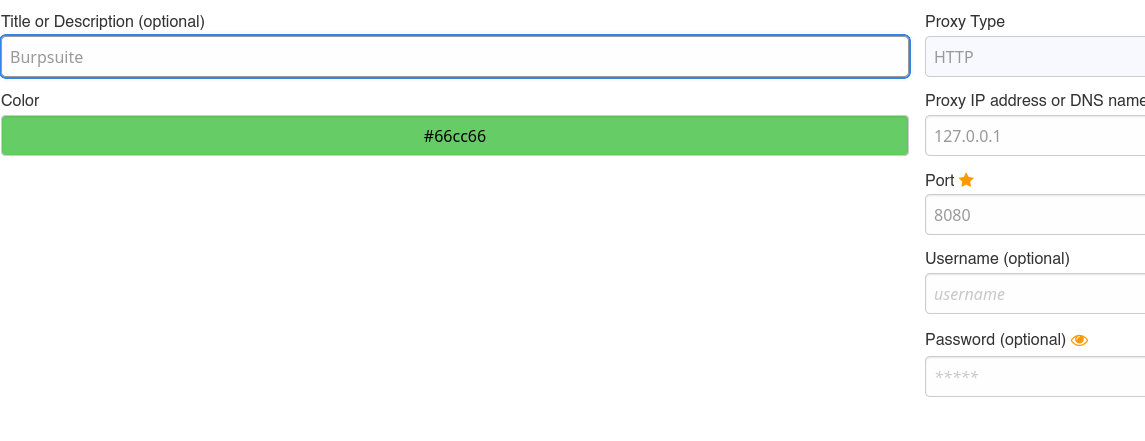 Title or Description (optional)
Burpsuite
Color
#66cc66
Proxy Type
HTTP
Proxy IP address or DNS name
127.0.0.1
Port
8080
Username (optional)
username
Password (optional)
*****